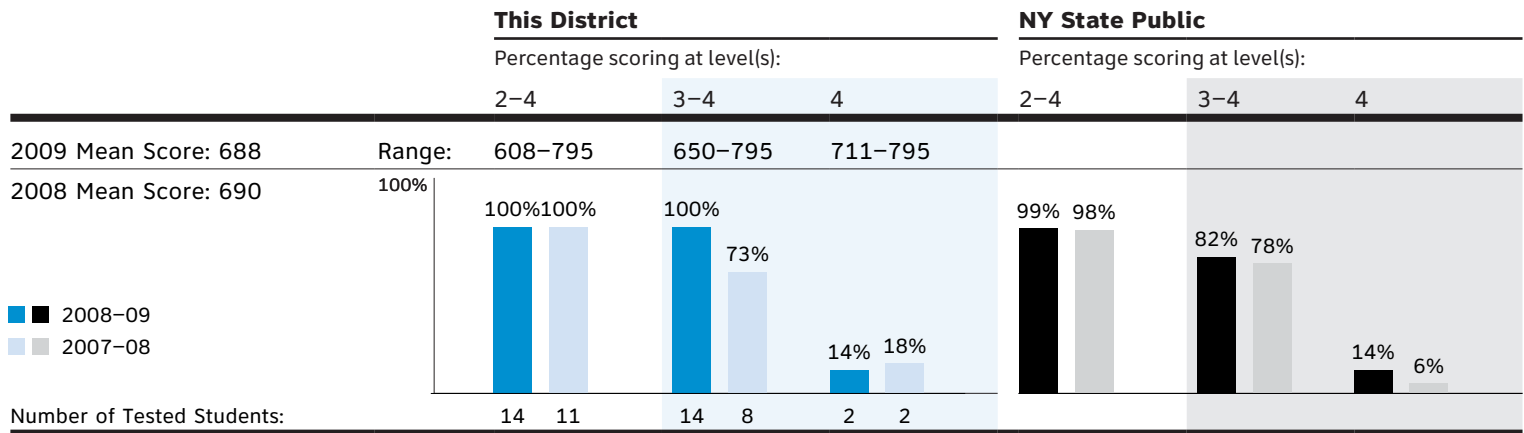 This District NY State Public
Percentage scoring at level(s): Percentage scoring at level(s):
2–4 3–4 4 2–4 3–4 4
2009 Mean Score: 688 Range: 608–795 650–795 711–795
2008 Mean Score: 690 100%
100% 100% 100% 73% 14% 18% 99% 98% 82% 78% 14% 6%
2008–09
2007–08
Number of Tested Students: 14 11 14 8 2 2